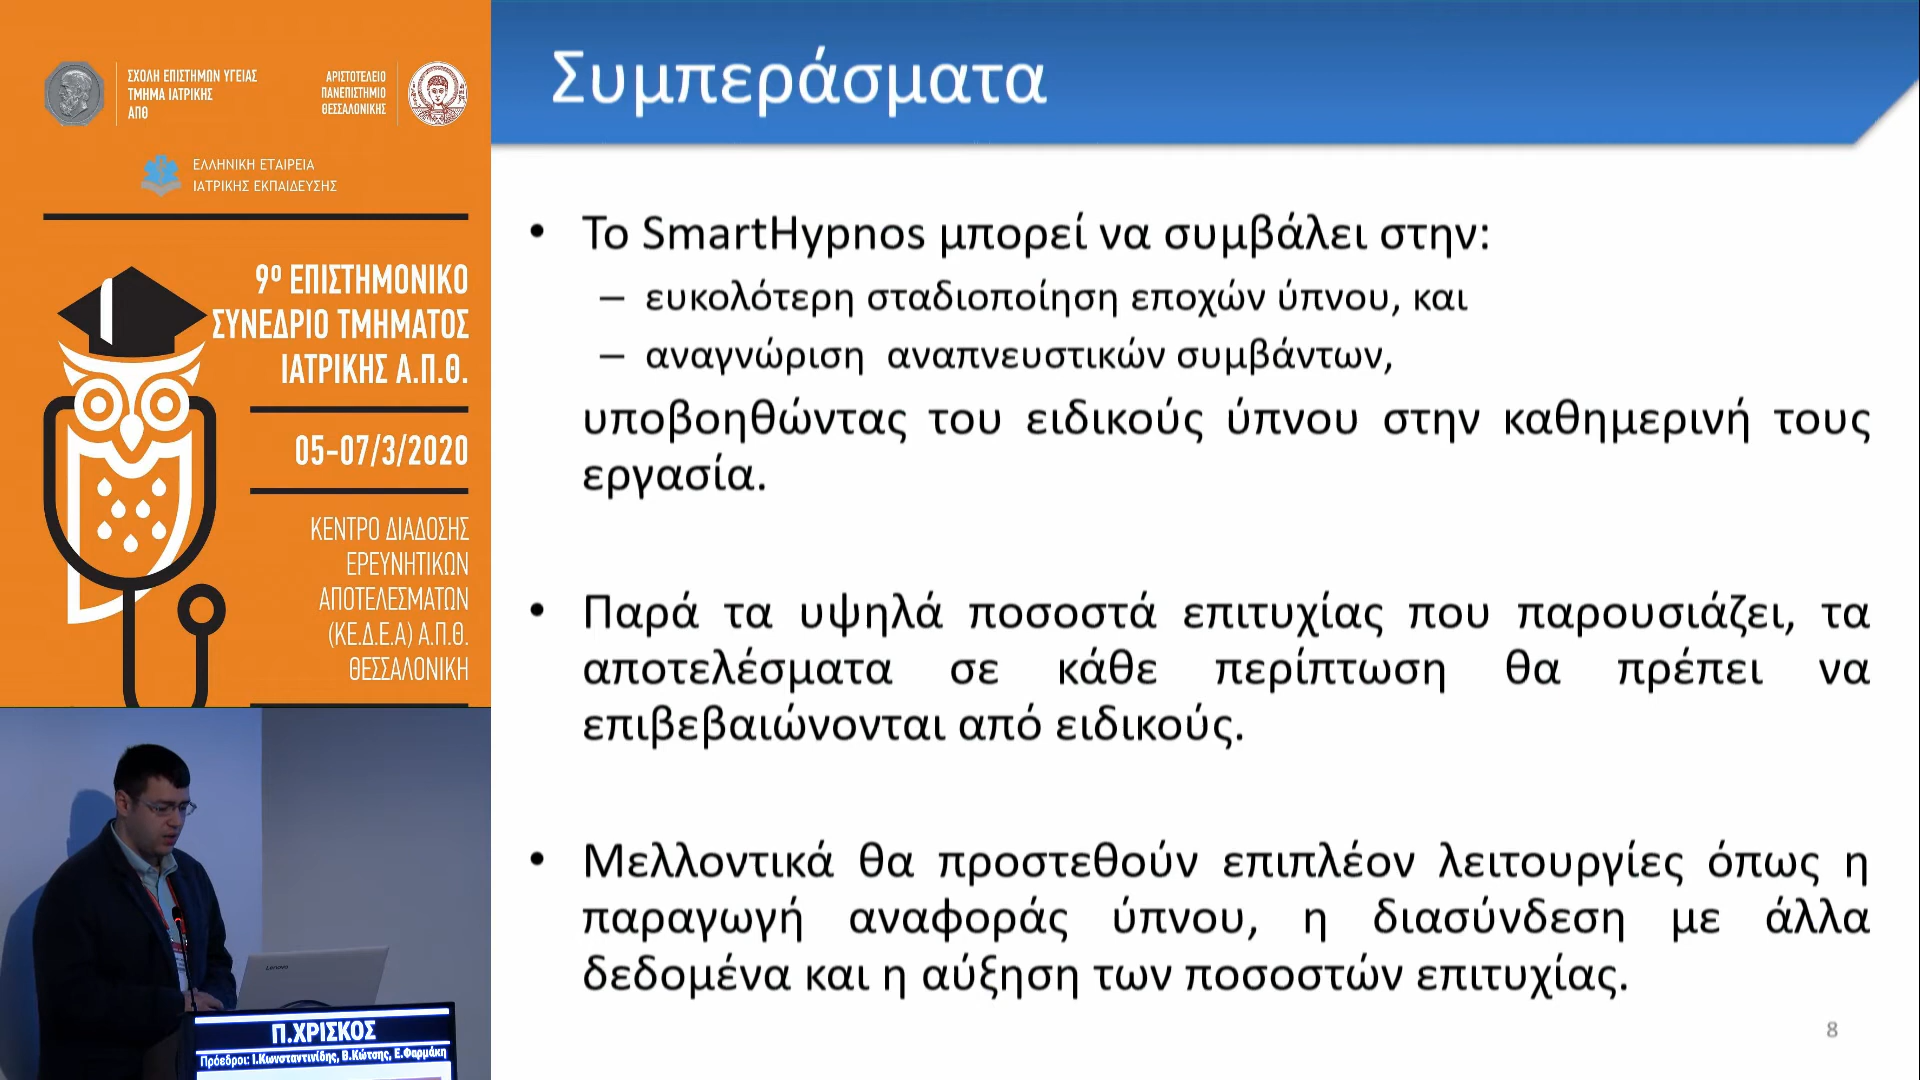 ΣΧΟΛΗ ΕΠΙΣΤΗΜΩΝ ΥΓΕΙΑΣ
ΤΜΗΜΑ ΙΑΤΡΙΚΗΣ
ΑΠΘ
ΑΡΙΣΤΟΤΕΛΕΙΟ
ΠΑΝΕΠΙΣΤΗΜΙΟ
ΘΕΣΣΑΛΟΝΙΚΗΣ
ΕΛΛΗΝΙΚΗ ΕΤΑΙΡΕΙΑ
ΙΑΤΡΙΚΗΣ ΕΚΠΑΙΔΕΥΣΗΣ
9º ΕΠΙΣΤΗΜΟΝΙΚΟ
ΣΥΝΕΔΡΙΟ ΤΜΗΜΑΤΟΣ
ΙΑΤΡΙΚΗΣ Α.Π.Θ.
05-07/3/2020
ΚΕΝΤΡΟ ΔΙΑΔΟΣΗΣ
ΕΡΕΥΝΗΤΙΚΩΝ
ΑΠΟΤΕΛΕΣΜΑΤΩΝ
(ΚΕ.Δ.Ε.Α) Α.Π.Θ.
ΘΕΣΣΑΛΟΝΙΚΗ
Lenovo
Π.ΧΡΙΣΚΟΣ
Πρόεδροι: Ι.Κωνσταντινίδης, Β.Κώτσης, Ε.Φαρμάκη
Συμπεράσματα
• Το SmartHypnos μπορεί να συμβάλει στην:
– ευκολότερη σταδιοποίηση εποχών ύπνου, και
– αναγνώριση αναπνευστικών συμβάντων,
υποβοηθώντας του ειδικούς ύπνου στην καθημερινή τους
εργασία.
• Παρά τα υψηλά ποσοστά επιτυχίας που παρουσιάζει, τα
αποτελέσματα σε κάθε περίπτωση θα πρέπει να
επιβεβαιώνονται από ειδικούς.
• Μελλοντικά θα προστεθούν επιπλέον λειτουργίες όπως η
παραγωγή αναφοράς ύπνου, η διασύνδεση με άλλα
δεδομένα και η αύξηση των ποσοστών επιτυχίας.
8